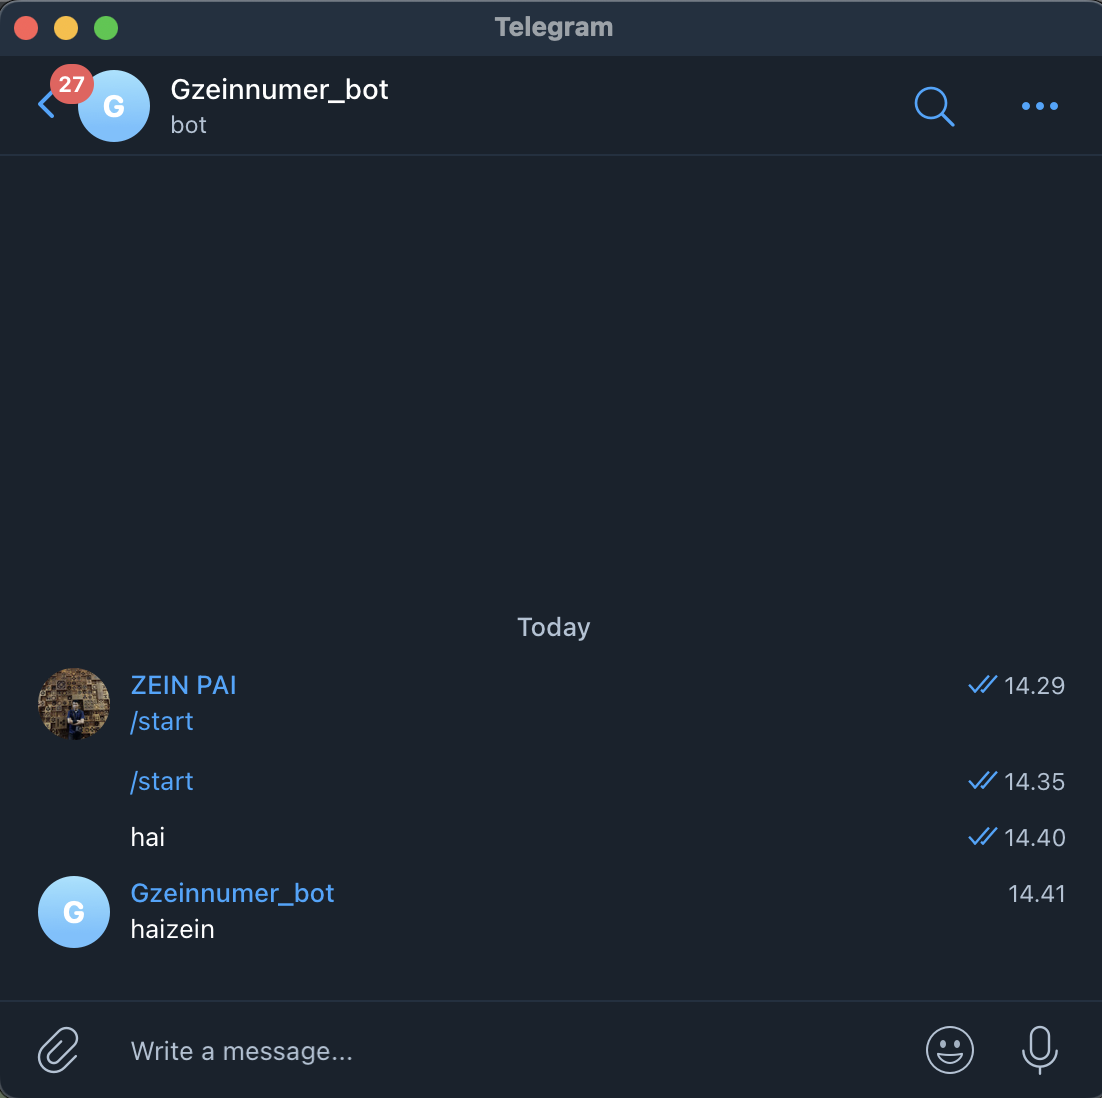 Telegram
27
G
Gzeinnumer_bot
bot
Today
ZEIN PAI
14.29
/start
/start
14.35
hai
14.40
G
Gzeinnumer_bot
14.41
haizein
Write a message...